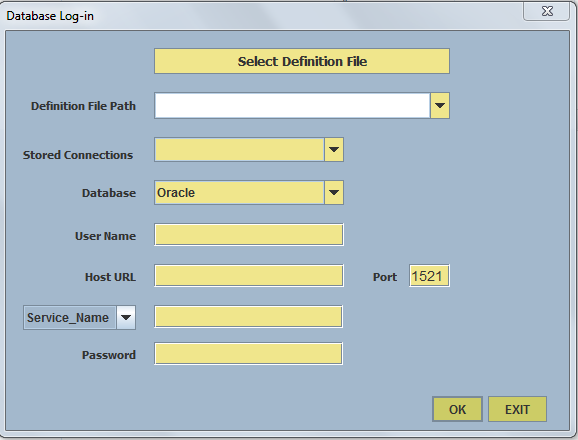 Database Log-in
Select Definition File
Definition File Path
Stored Connections
Database Oracle
User Name
Host URL Port 1521
Service_Name
Password
OK EXIT